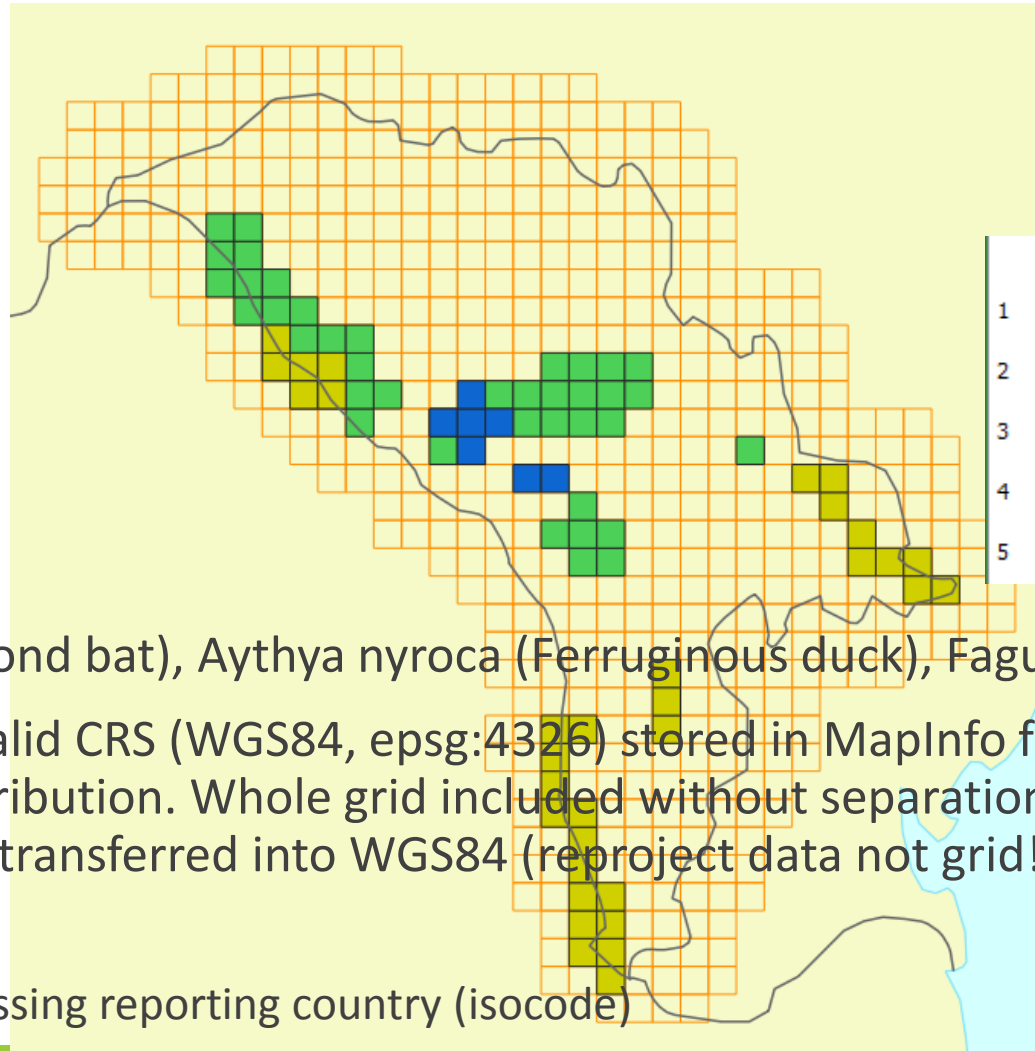 1
2
3
4
5
ond bat), Aythya nyroca (Ferruginous duck), Fagu
alid CRS (WGS84, epsg:4326) stored in MapInfo f
ribution. Whole grid included without separation
transferred into WGS84 (reproject data not grid!
ssing reporting country (isocode)